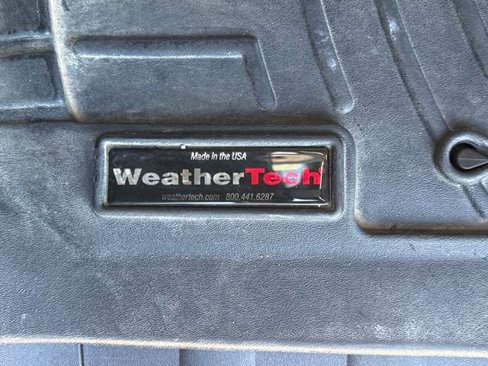 Made in the USA
WeatherTech
weathertech.com 800.441.6287